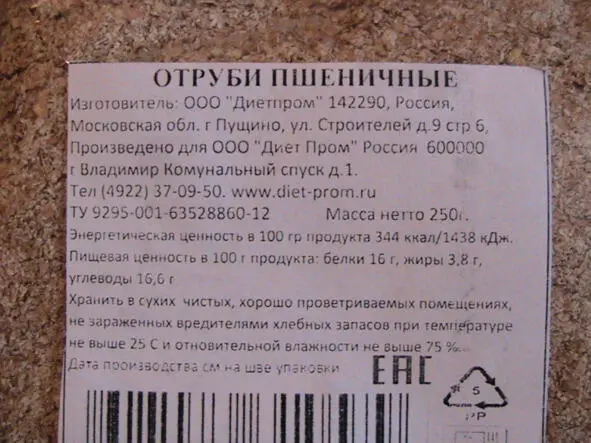 ОТРУБИ ПШЕНИЧНЫЕ
Изготовитель: ООО "Диетпром" 142290, Россия,
Московская обл. г Пущино, ул. Строителей д.9 стр 6,
Произведено для ООО "Диет Пром" Россия 600000
г Владимир Комунальный спуск д.1.
Тел (4922) 37-09-50. www.diet-prom.ru
ТУ 9295-001-63528860-12 Масса нетто 250г.
Энергетическая ценность в 100 гр продукта 344 ккал/1438 кДж.
Пищевая ценность в 100 г продукта: белки 16 г, жиры 3,8 г,
углеводы 16,6 г
Хранить в сухих чистых, хорошо проветриваемых помещениях,
не зараженных вредителями хлебных запасов при температуре
не выше 25 С и отновительной влажности не выше 75 %.
Дата производства см на шве упаковки
EAC
5
PP